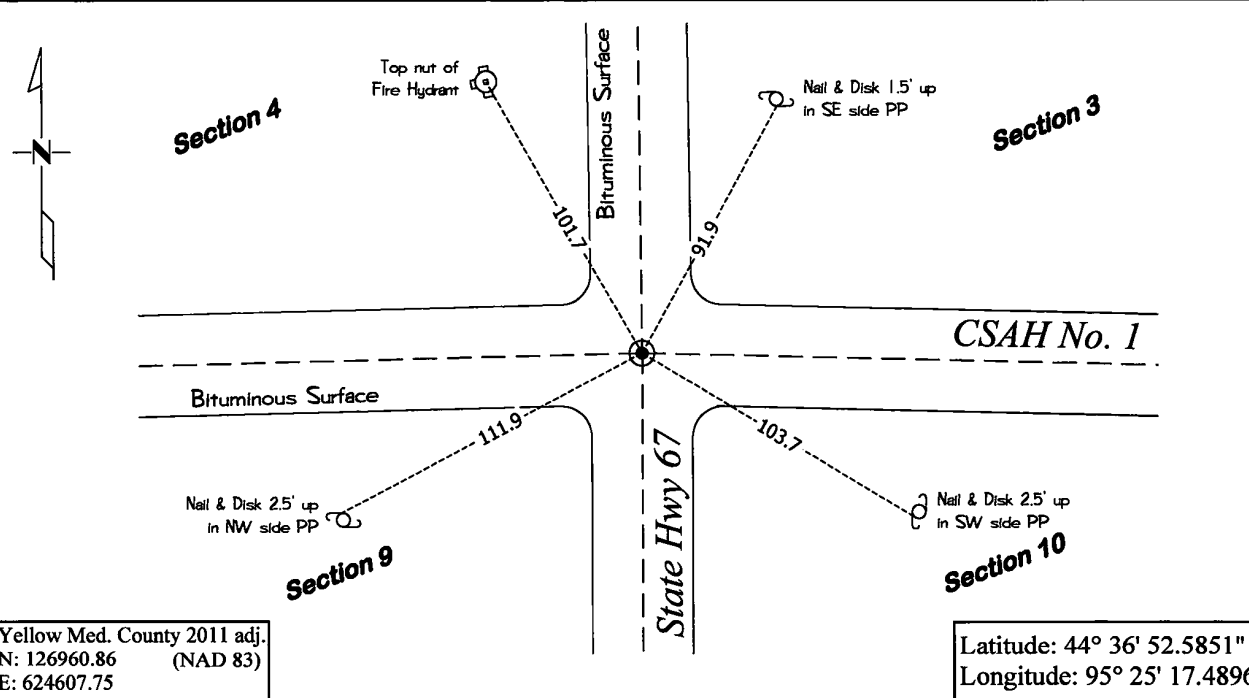 Top nut of
Fire Hydrant
Section 4
N
Bituminous Surface
Nail & Disk 1.5' up
in SE side PP
Section 3
101.7
91.9
CSAH No. 1
Bituminous Surface
111.9
103.7
State Hwy 67
Nail & Disk 2.5' up
in NW side PP
Section 9
Nail & Disk 2.5' up
in SW side PP
Section 10
Yellow Med. County 2011 adj.
N: 126960.86 (NAD 83)
E: 624607.75
Latitude: 44° 36' 52.5851"
Longitude: 95° 25' 17.4896